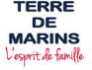 TERRE
DE
MARINS
L'esprit de famille